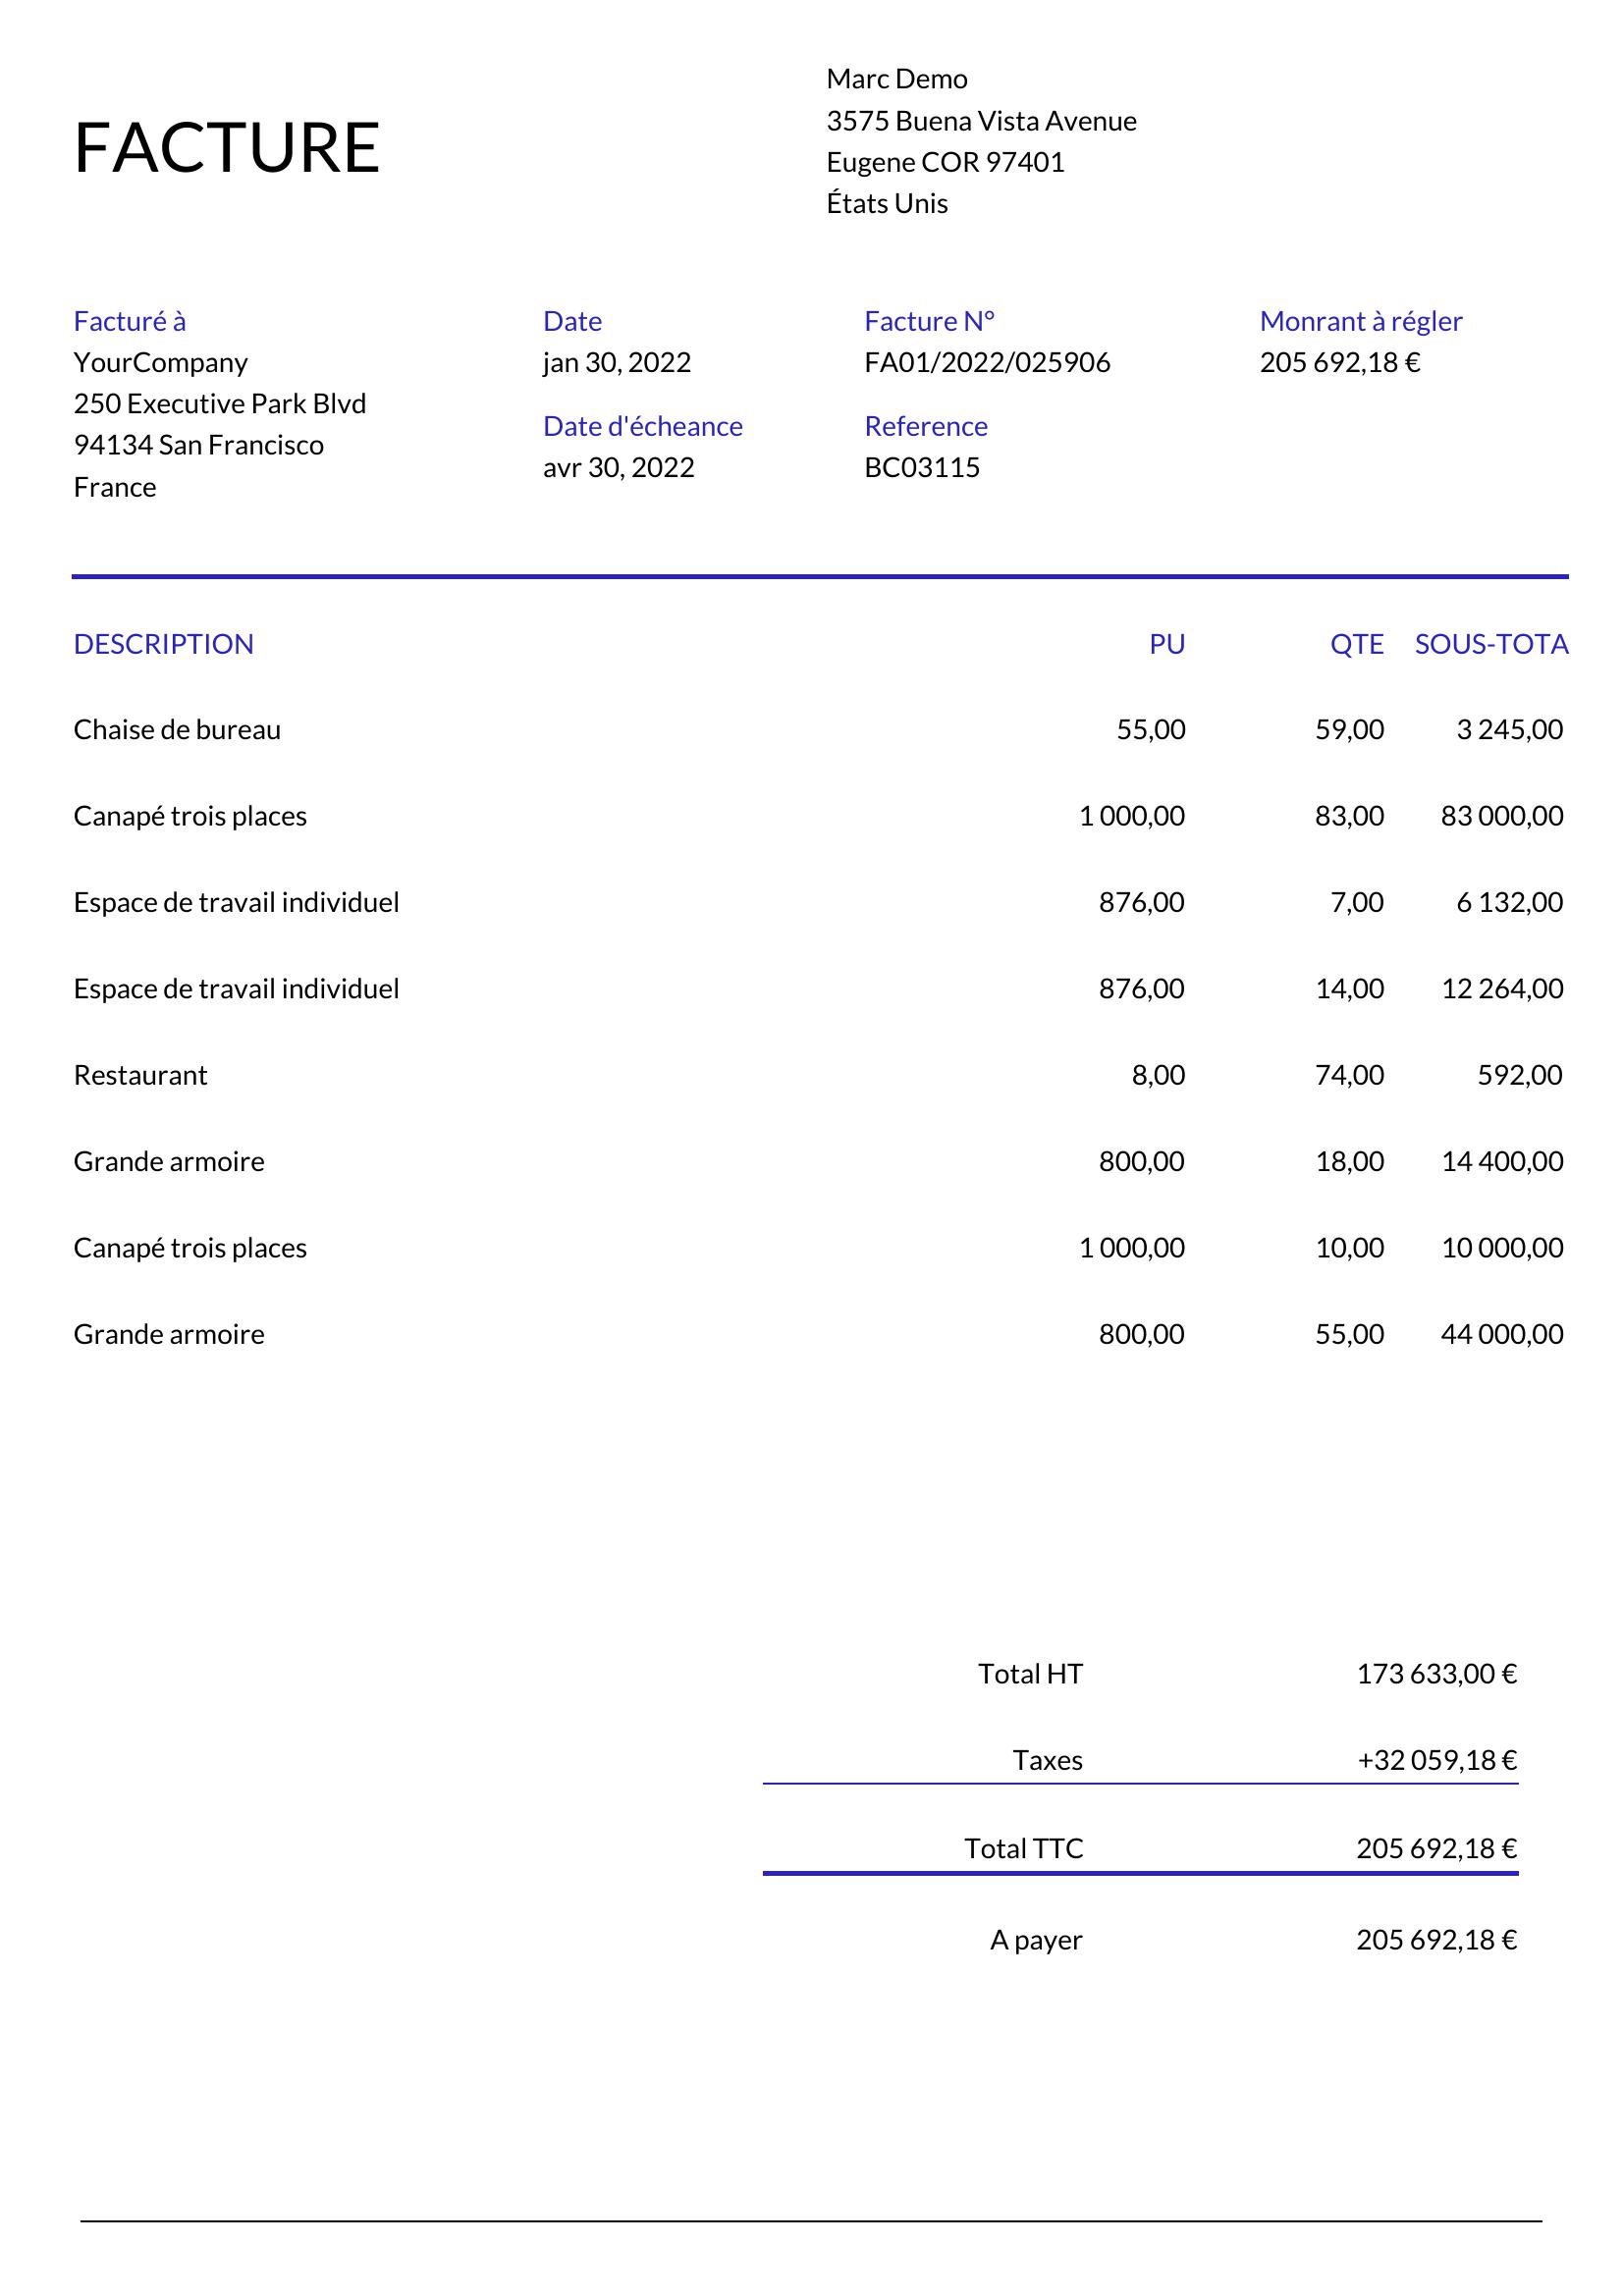 Marc Demo
3575 Buena Vista Avenue
Eugene COR 97401
États Unis
FACTURE
Facturé à
YourCompany
250 Executive Park Blvd
94134 San Francisco
France
Date
jan 30, 2022
Date d'écheance
avr 30, 2022
Facture N°
FA01/2022/025906
Reference
BC03115
Monrant à régler
205 692,18 €
DESCRIPTION PU QTE SOUS-TOTA
Chaise de bureau 55,00 59,00 3 245,00
Canapé trois places 1 000,00 83,00 83 000,00
Espace de travail individuel 876,00 7,00 6 132,00
Espace de travail individuel 876,00 14,00 12 264,00
Restaurant 8,00 74,00 592,00
Grande armoire 800,00 18,00 14 400,00
Canapé trois places 1 000,00 10,00 10 000,00
Grande armoire 800,00 55,00 44 000,00
Total HT 173 633,00 €
Taxes +32 059,18 €
Total TTC 205 692,18 €
A payer 205 692,18 €